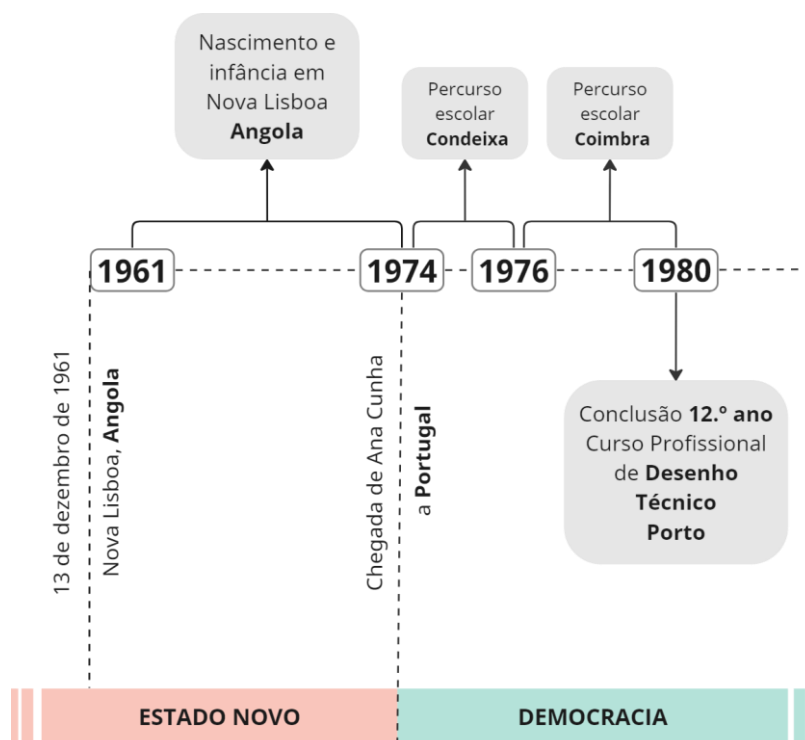 Nascimento e
infância em
Nova Lisboa
Angola
Percurso
escolar
Condeixa
Percurso
escolar
Coimbra
1961
1974
1976
1980
13 de dezembro de 1961
Nova Lisboa, Angola
Chegada de Ana Cunha
a Portugal
Conclusão 12.º ano
Curso Profissional
de Desenho
Técnico
Porto
ESTADO NOVO
DEMOCRACIA